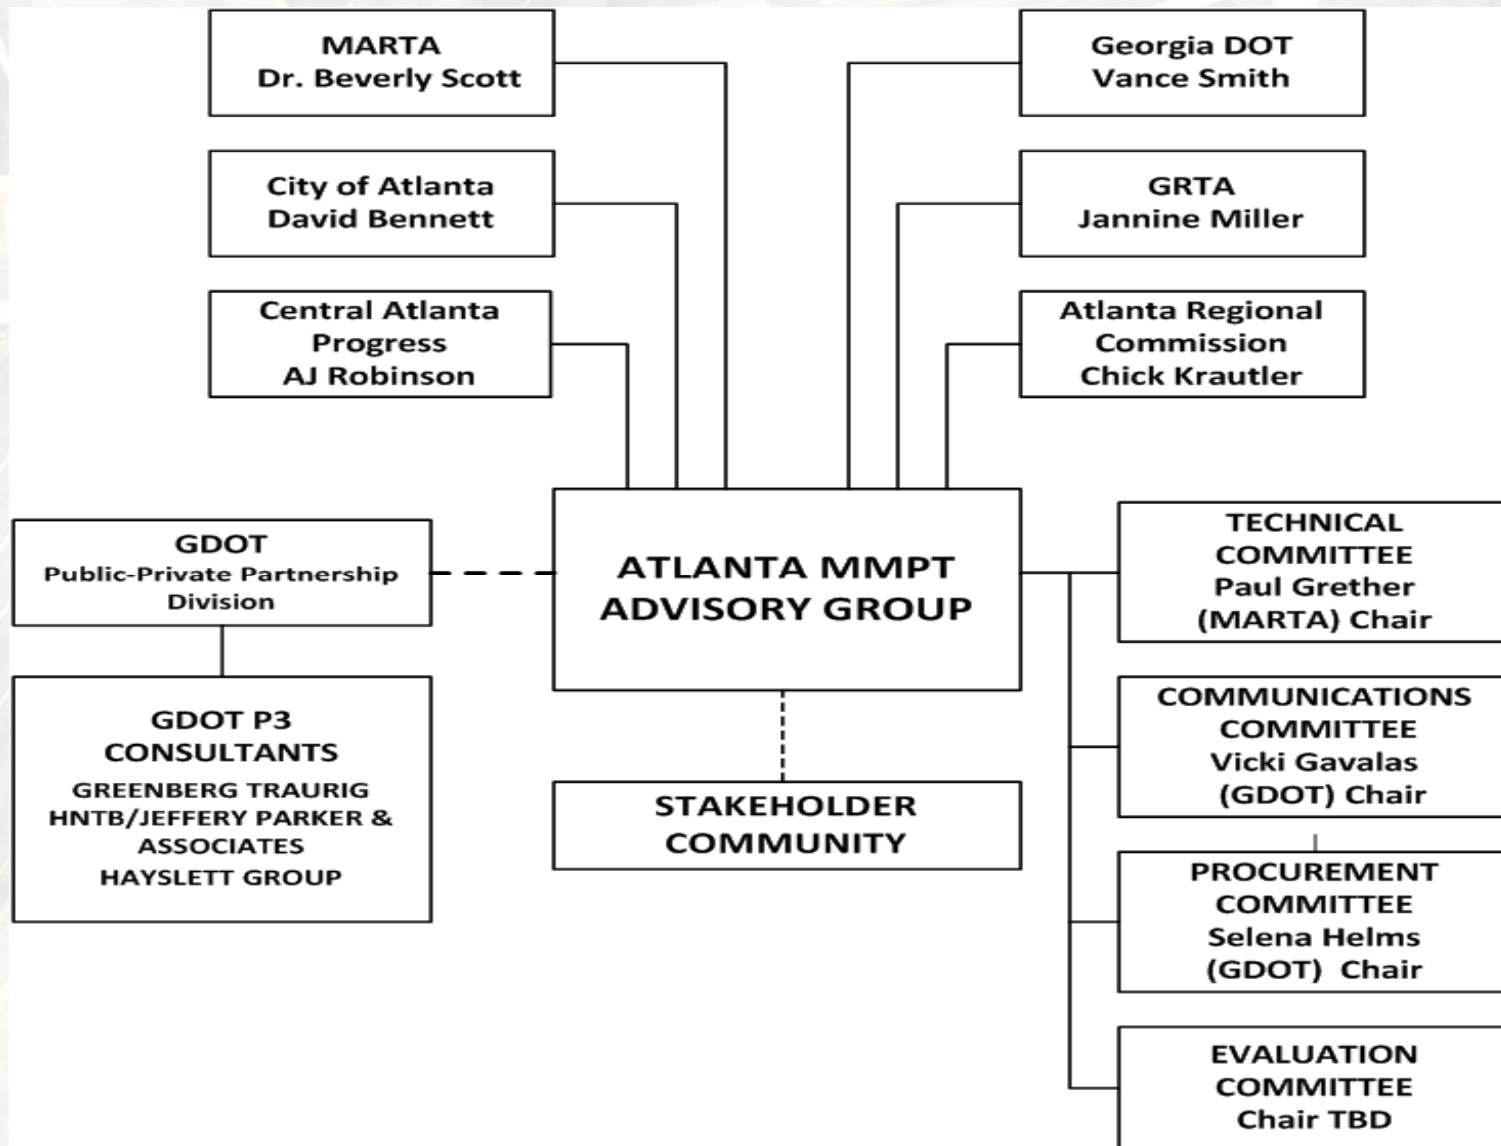 MARTA
Dr. Beverly Scott
Georgia DOT
Vance Smith
City of Atlanta
David Bennett
GRTA
Jannine Miller
Central Atlanta
Progress
AJ Robinson
Atlanta Regional
Commission
Chick Krautler
GDOT
Public-Private Partnership
Division
ATLANTA MMPT
ADVISORY GROUP
TECHNICAL
COMMITTEE
Paul Grether
(MARTA) Chair
GDOT P3
CONSULTANTS
GREENBERG TRAURIG
HNTB/JEFFERY PARKER &
ASSOCIATES
HAYSLETT GROUP
STAKEHOLDER
COMMUNITY
COMMUNICATIONS
COMMITTEE
Vicki Gavalas
(GDOT) Chair
PROCUREMENT
COMMITTEE
Selena Helms
(GDOT) Chair
EVALUATION
COMMITTEE
Chair TBD